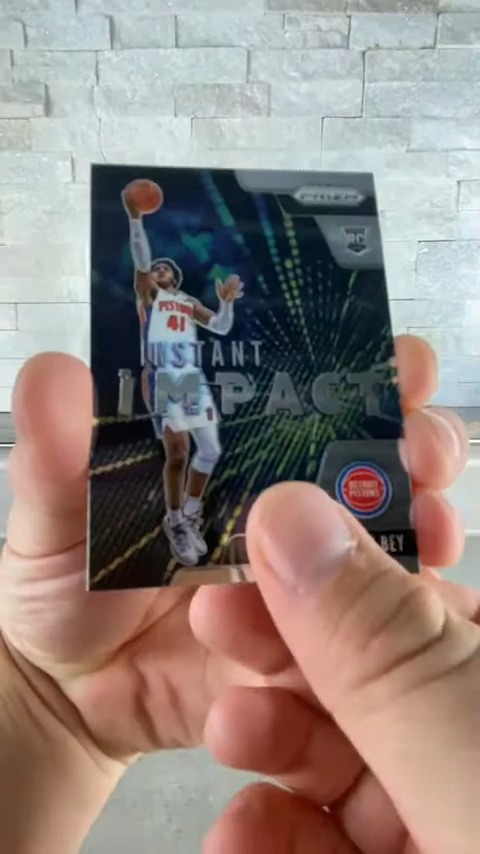 PRIZM
RC
PISTONS
41
INSTANT
IMPACT
DETROIT
PISTONS
BEY